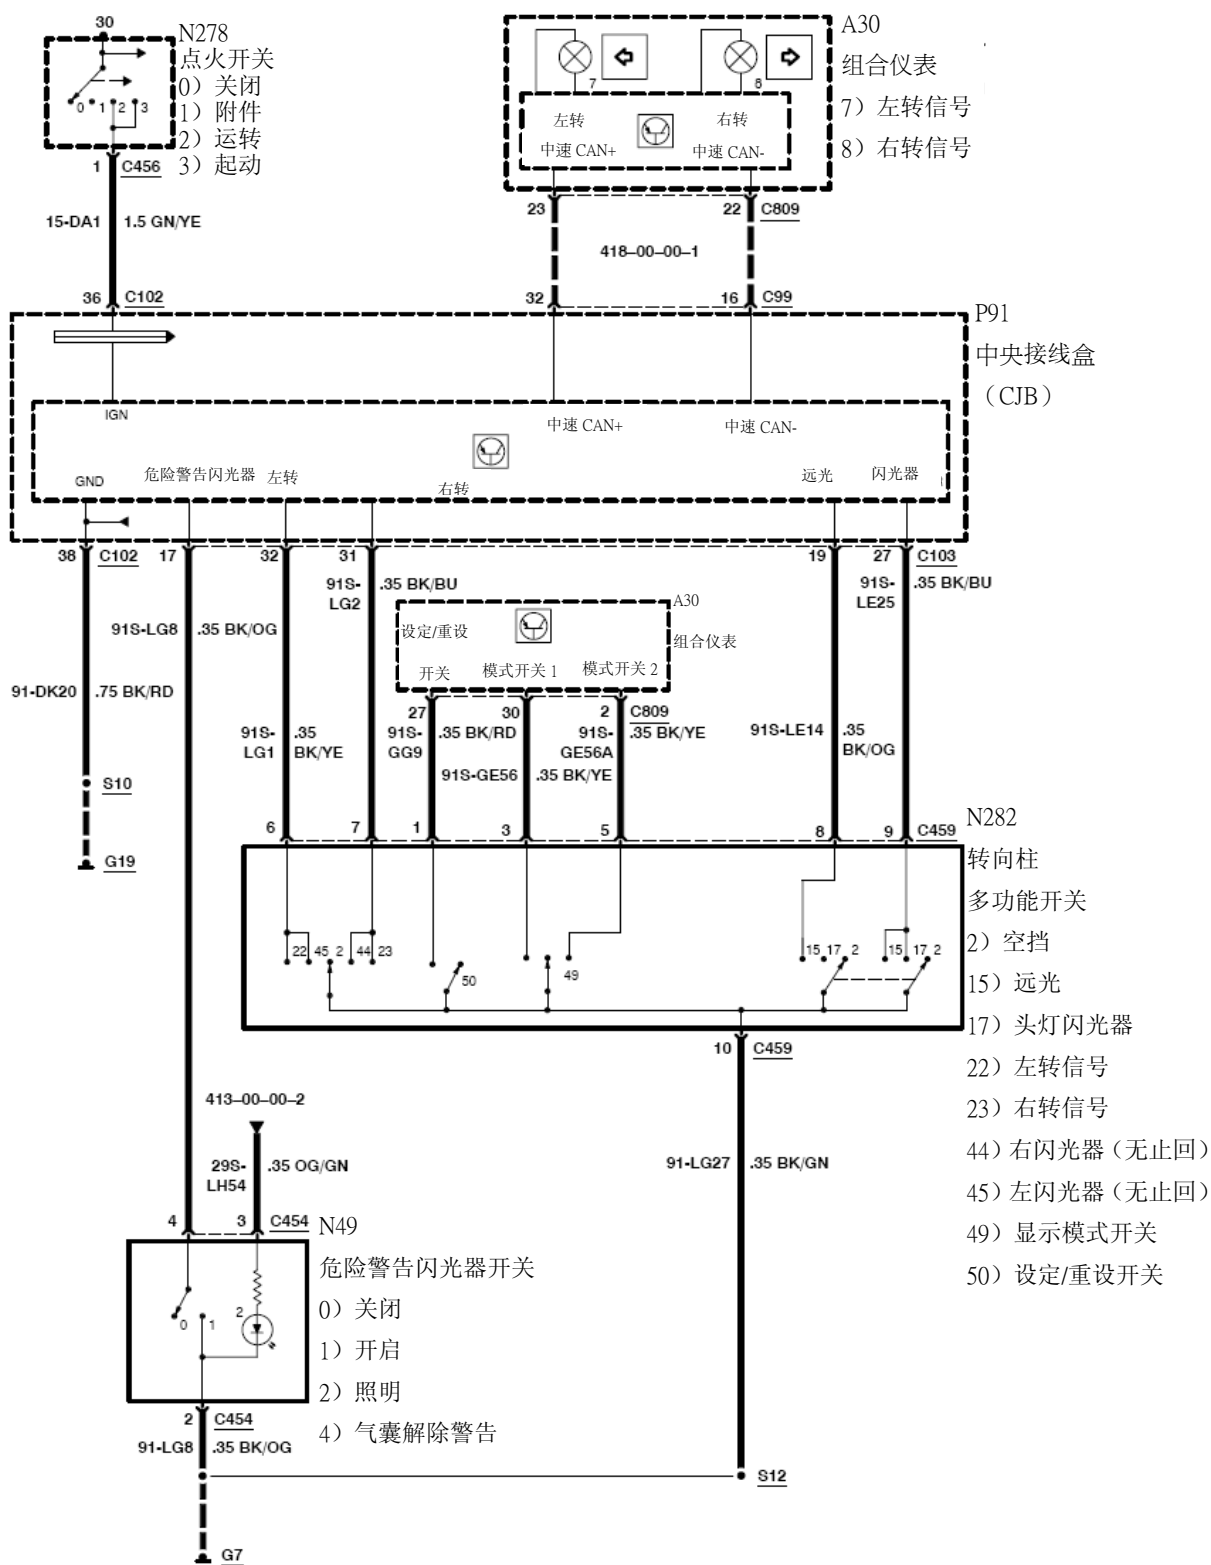 30
N278
点火开关
0）关闭
1）附件
2）运转
3）起动
0 1 2 3
1 C456
15-DA1 1.5 GN/YE
36 C102
A30
组合仪表
7）左转信号
8）右转信号
7 8
左转 右转
中速 CAN+ 中速 CAN-
23 22 C809
418–00–00–1
32 16 C99
P91
中央接线盒
（CJB）
IGN
中速 CAN+ 中速 CAN-
GND 危险警告闪光器 左转 右转 远光 闪光器
38 C102 17 32 31 19 27 C103
91S-LG2 .35 BK/BU
91S-LE25 .35 BK/BU
A30
组合仪表
设定/重设
开关 模式开关 1 模式开关 2
91S-LG8 .35 BK/OG
91-DK20 .75 BK/RD
27 30 2 C809
91S-LG1 .35 BK/YE
91S-GG9 .35 BK/RD
91S-GE56A .35 BK/YE
91S-GE56 .35 BK/YE
91S-LE14 .35 BK/OG
S10
G19
6 7 1 3 5 8 9 C459
N282
转向柱
多功能开关
2）空挡
15）远光
17）头灯闪光器
22）左转信号
23）右转信号
44）右闪光器（无止回）
45）左闪光器（无止回）
49）显示模式开关
50）设定/重设开关
22 45 2 44 23 50 49 15 17 2 15 17 2
10 C459
413–00–00–2
29S-LH54 .35 OG/GN
91-LG27 .35 BK/GN
4 3 C454 N49
危险警告闪光器开关
0）关闭
1）开启
2）照明
4）气囊解除警告
0 1 2
2 C454
91-LG8 .35 BK/OG
S12
G7